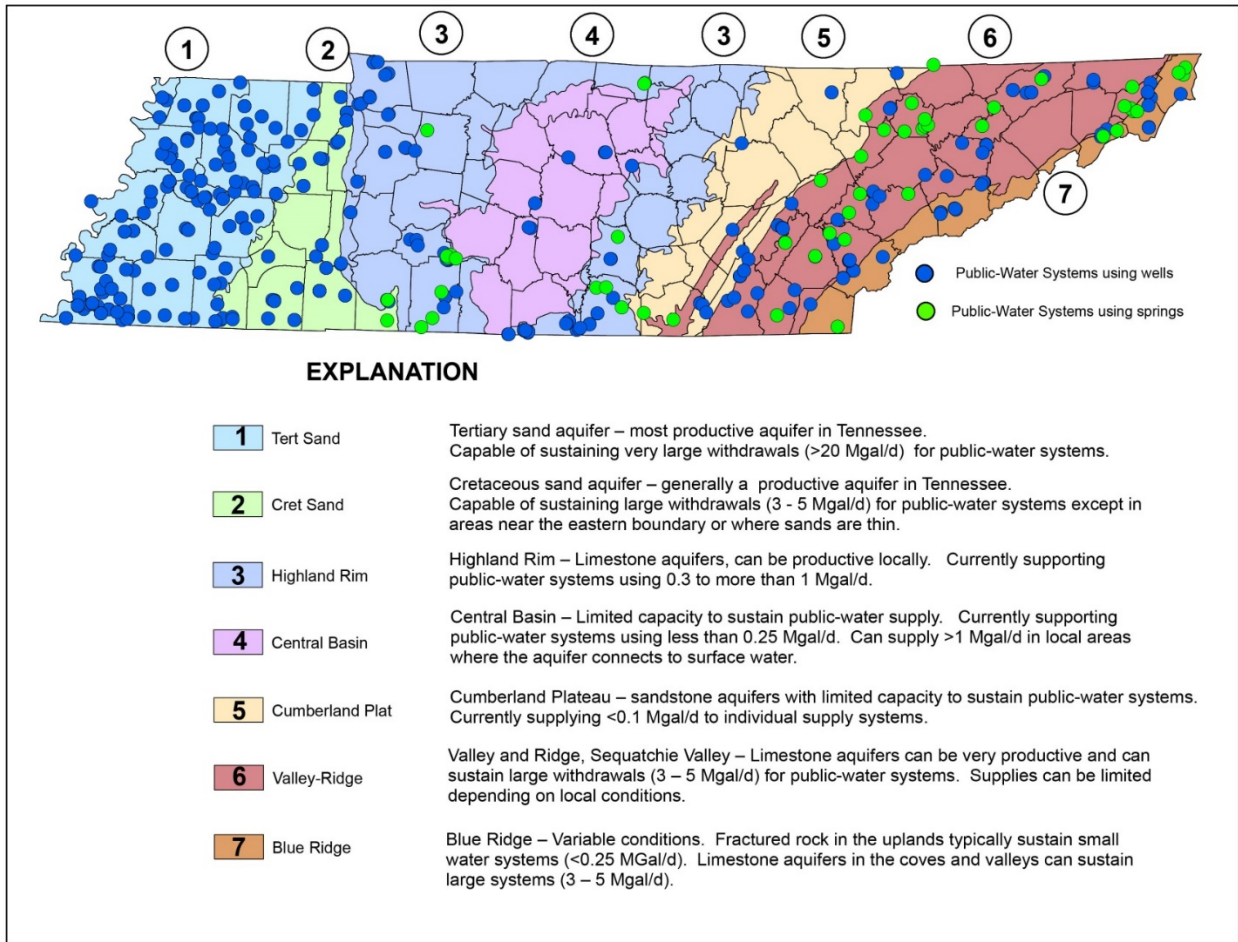 1
2
3
4
3
5
6
7
Public-Water Systems using wells
Public-Water Systems using springs
EXPLANATION
1 Tert Sand
Tertiary sand aquifer – most productive aquifer in Tennessee.
Capable of sustaining very large withdrawals (>20 Mgal/d) for public-water systems.
2 Cret Sand
Cretaceous sand aquifer – generally a productive aquifer in Tennessee.
Capable of sustaining large withdrawals (3 - 5 Mgal/d) for public-water systems except in
areas near the eastern boundary or where sands are thin.
3 Highland Rim
Highland Rim – Limestone aquifers, can be productive locally. Currently supporting
public-water systems using 0.3 to more than 1 Mgal/d.
4 Central Basin
Central Basin – Limited capacity to sustain public-water supply. Currently supporting
public-water systems using less than 0.25 Mgal/d. Can supply >1 Mgal/d in local areas
where the aquifer connects to surface water.
5 Cumberland Plat
Cumberland Plateau – sandstone aquifers with limited capacity to sustain public-water systems.
Currently supplying <0.1 Mgal/d to individual supply systems.
6 Valley-Ridge
Valley and Ridge, Sequatchie Valley – Limestone aquifers can be very productive and can
sustain large withdrawals (3 – 5 Mgal/d) for public-water systems. Supplies can be limited
depending on local conditions.
7 Blue Ridge
Blue Ridge – Variable conditions. Fractured rock in the uplands typically sustain small
water systems (<0.25 MGal/d). Limestone aquifers in the coves and valleys can sustain
large systems (3 – 5 Mgal/d).